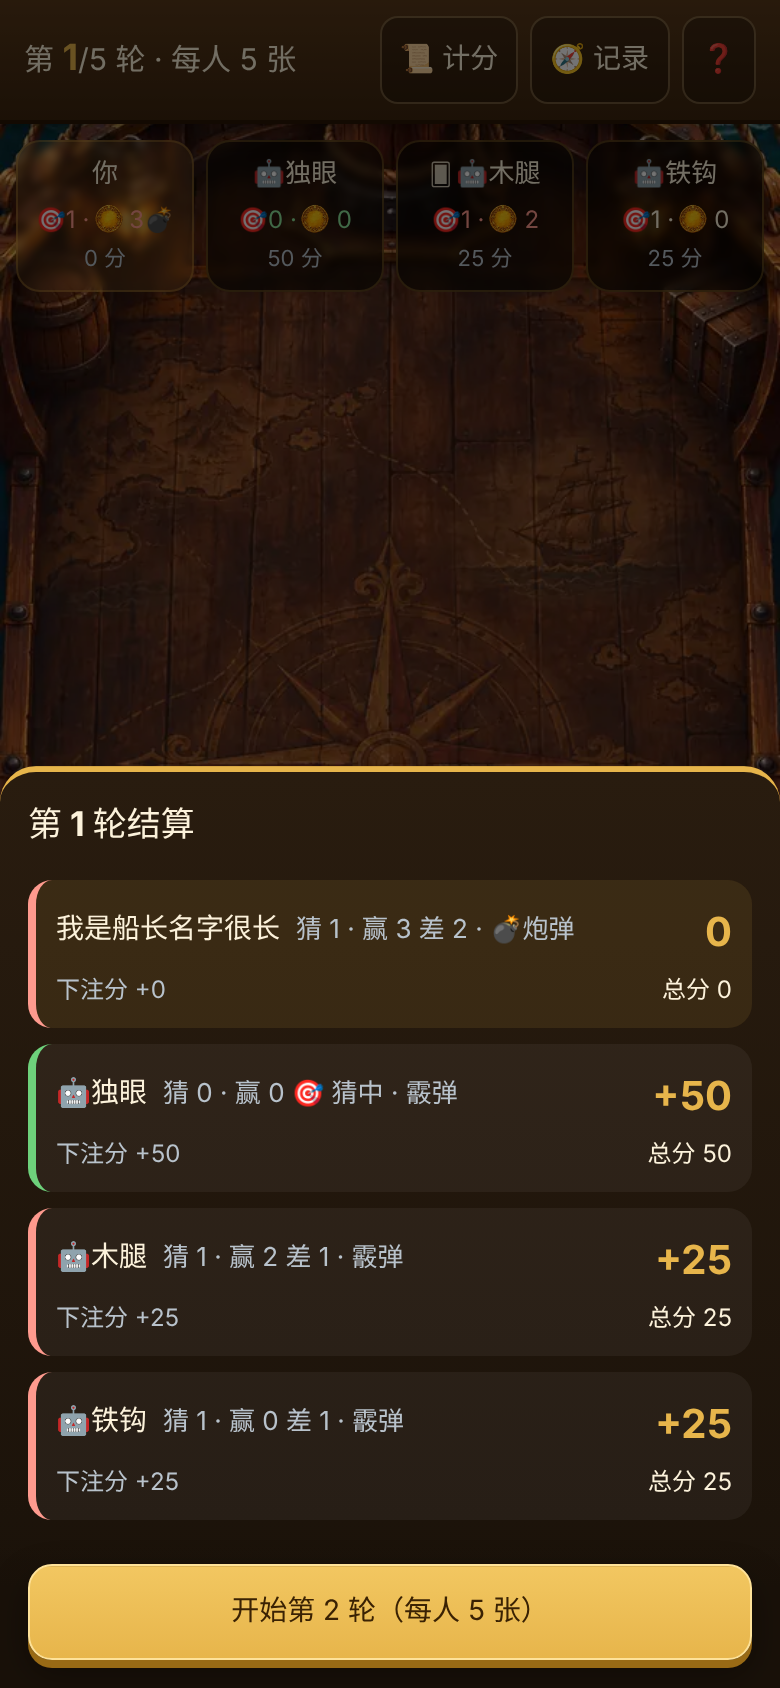 第 1/5 轮 · 每人 5 张
📜 计分
🧭 记录
❓
你
🎯1 · 🪙 3💣
0 分
🤖独眼
🎯0 · 🪙 0
50 分
🂠 🤖木腿
🎯1 · 🪙 2
25 分
🤖铁钩
🎯1 · 🪙 0
25 分
第 1 轮结算
我是船长名字很长 猜 1 · 赢 3 差 2 · 💣炮弹 0
下注分 +0 总分 0
🤖独眼 猜 0 · 赢 0 🎯 猜中 · 霰弹 +50
下注分 +50 总分 50
🤖木腿 猜 1 · 赢 2 差 1 · 霰弹 +25
下注分 +25 总分 25
🤖铁钩 猜 1 · 赢 0 差 1 · 霰弹 +25
下注分 +25 总分 25
开始第 2 轮（每人 5 张）